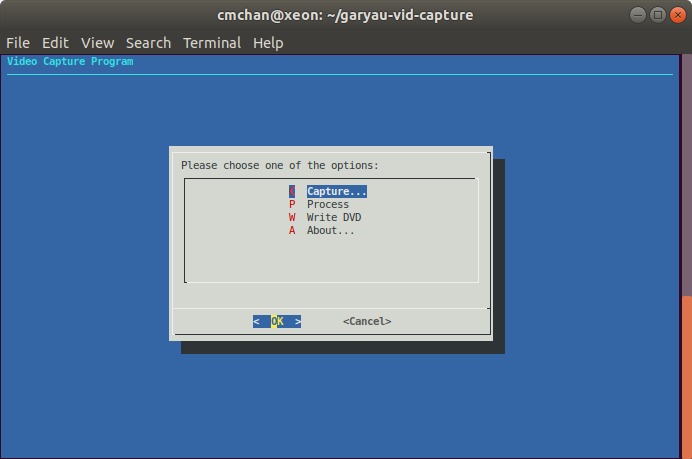 cmchan@xeon: ~/garyau-vid-capture
File Edit View Search Terminal Help
Video Capture Program
Please choose one of the options:
C Capture...
P Process
W Write DVD
A About...
< OK > <Cancel>